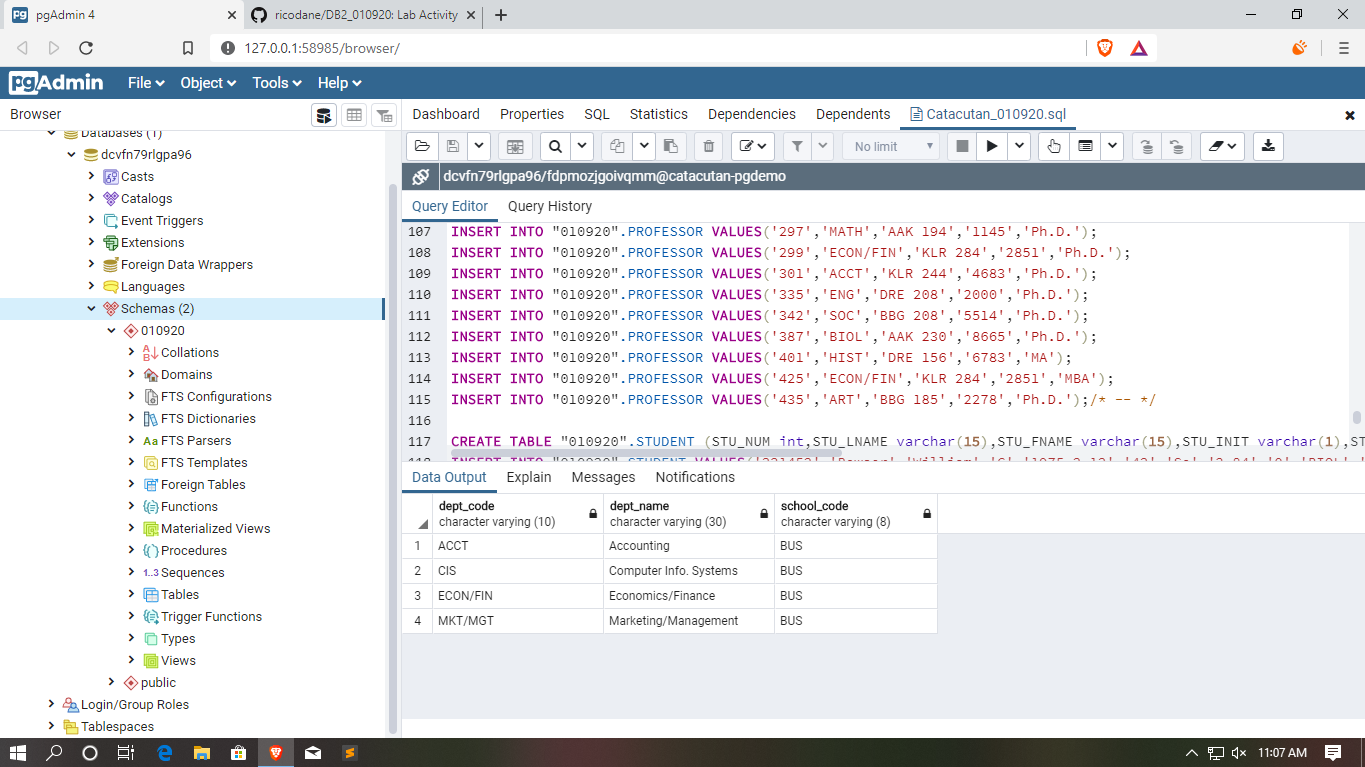 pgAdmin 4
ricodane/DB2_010920: Lab Activity
127.0.0.1:58985/browser/
pgAdmin File Object Tools Help
Browser
Dashboard Properties SQL Statistics Dependencies Dependents Catacutan_010920.sql
No limit
dcvfn79rlgpa96/fdpmozjgoivqmm@catacutan-pgdemo
Query Editor Query History
Databases (1)
dcvfn79rlgpa96
Casts
Catalogs
Event Triggers
Extensions
Foreign Data Wrappers
Languages
Schemas (2)
010920
Collations
Domains
FTS Configurations
FTS Dictionaries
Aa FTS Parsers
FTS Templates
Foreign Tables
Functions
Materialized Views
Procedures
1..3 Sequences
Tables
Trigger Functions
Types
Views
public
Login/Group Roles
Tablespaces
107 INSERT INTO "010920".PROFESSOR VALUES('297','MATH','AAK 194','1145','Ph.D.');
108 INSERT INTO "010920".PROFESSOR VALUES('299','ECON/FIN','KLR 284','2851','Ph.D.');
109 INSERT INTO "010920".PROFESSOR VALUES('301','ACCT','KLR 244','4683','Ph.D.');
110 INSERT INTO "010920".PROFESSOR VALUES('335','ENG','DRE 208','2000','Ph.D.');
111 INSERT INTO "010920".PROFESSOR VALUES('342','SOC','BBG 208','5514','Ph.D.');
112 INSERT INTO "010920".PROFESSOR VALUES('387','BIOL','AAK 230','8665','Ph.D.');
113 INSERT INTO "010920".PROFESSOR VALUES('401','HIST','DRE 156','6783','MA');
114 INSERT INTO "010920".PROFESSOR VALUES('425','ECON/FIN','KLR 284','2851','MBA');
115 INSERT INTO "010920".PROFESSOR VALUES('435','ART','BBG 185','2278','Ph.D.');/* -- */
116
117 CREATE TABLE "010920".STUDENT (STU_NUM int,STU_LNAME varchar(15),STU_FNAME varchar(15),STU_INIT varchar(1),ST
Data Output Explain Messages Notifications
dept_code dept_name school_code
character varying (10) character varying (30) character varying (8)
1 ACCT Accounting BUS
2 CIS Computer Info. Systems BUS
3 ECON/FIN Economics/Finance BUS
4 MKT/MGT Marketing/Management BUS
11:07 AM